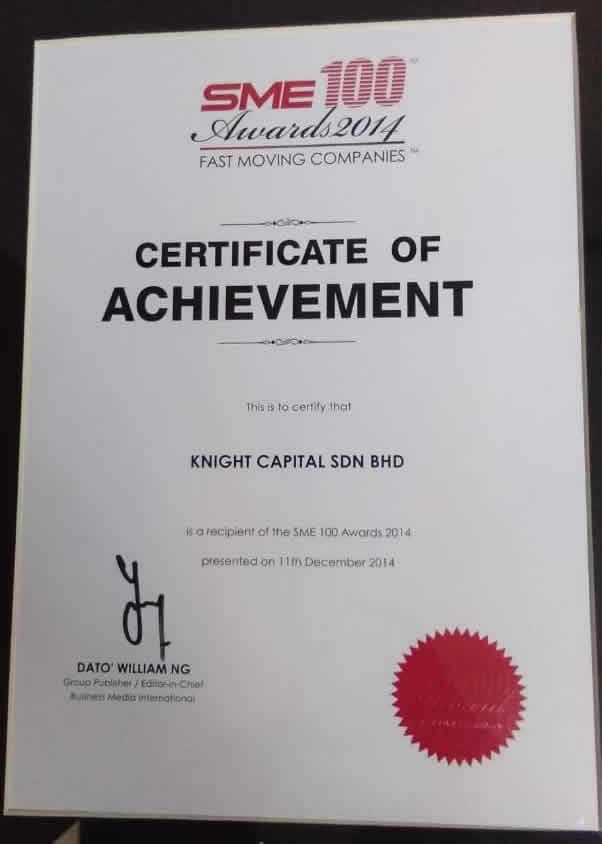 SME 100™
Awards 2014
FAST MOVING COMPANIES™
CERTIFICATE OF
ACHIEVEMENT
This is to certify that
KNIGHT CAPITAL SDN BHD
is a recipient of the SME 100 Awards 2014
presented on 11th December 2014
DATO' WILLIAM NG
Group Publisher / Editor-in-Chief
Business Media International